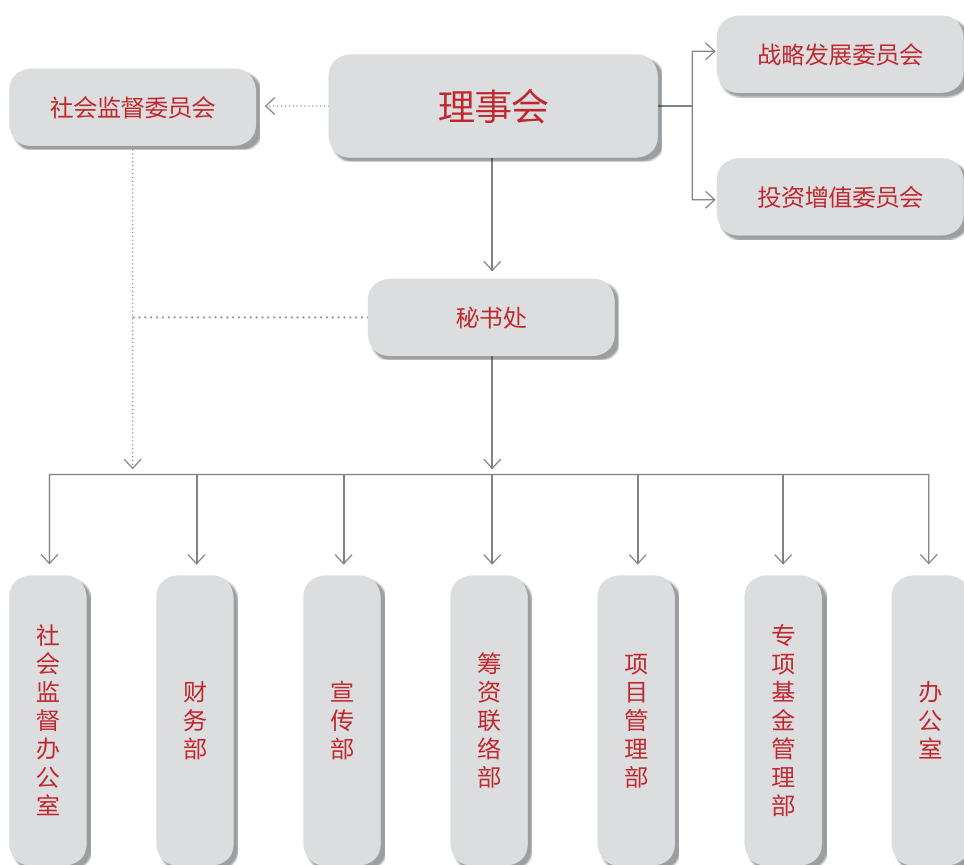 战略发展委员会
社会监督委员会
理事会
投资增值委员会
秘书处
社会监督办公室
财务部
宣传部
筹资联络部
项目管理部
专项基金管理部
办公室